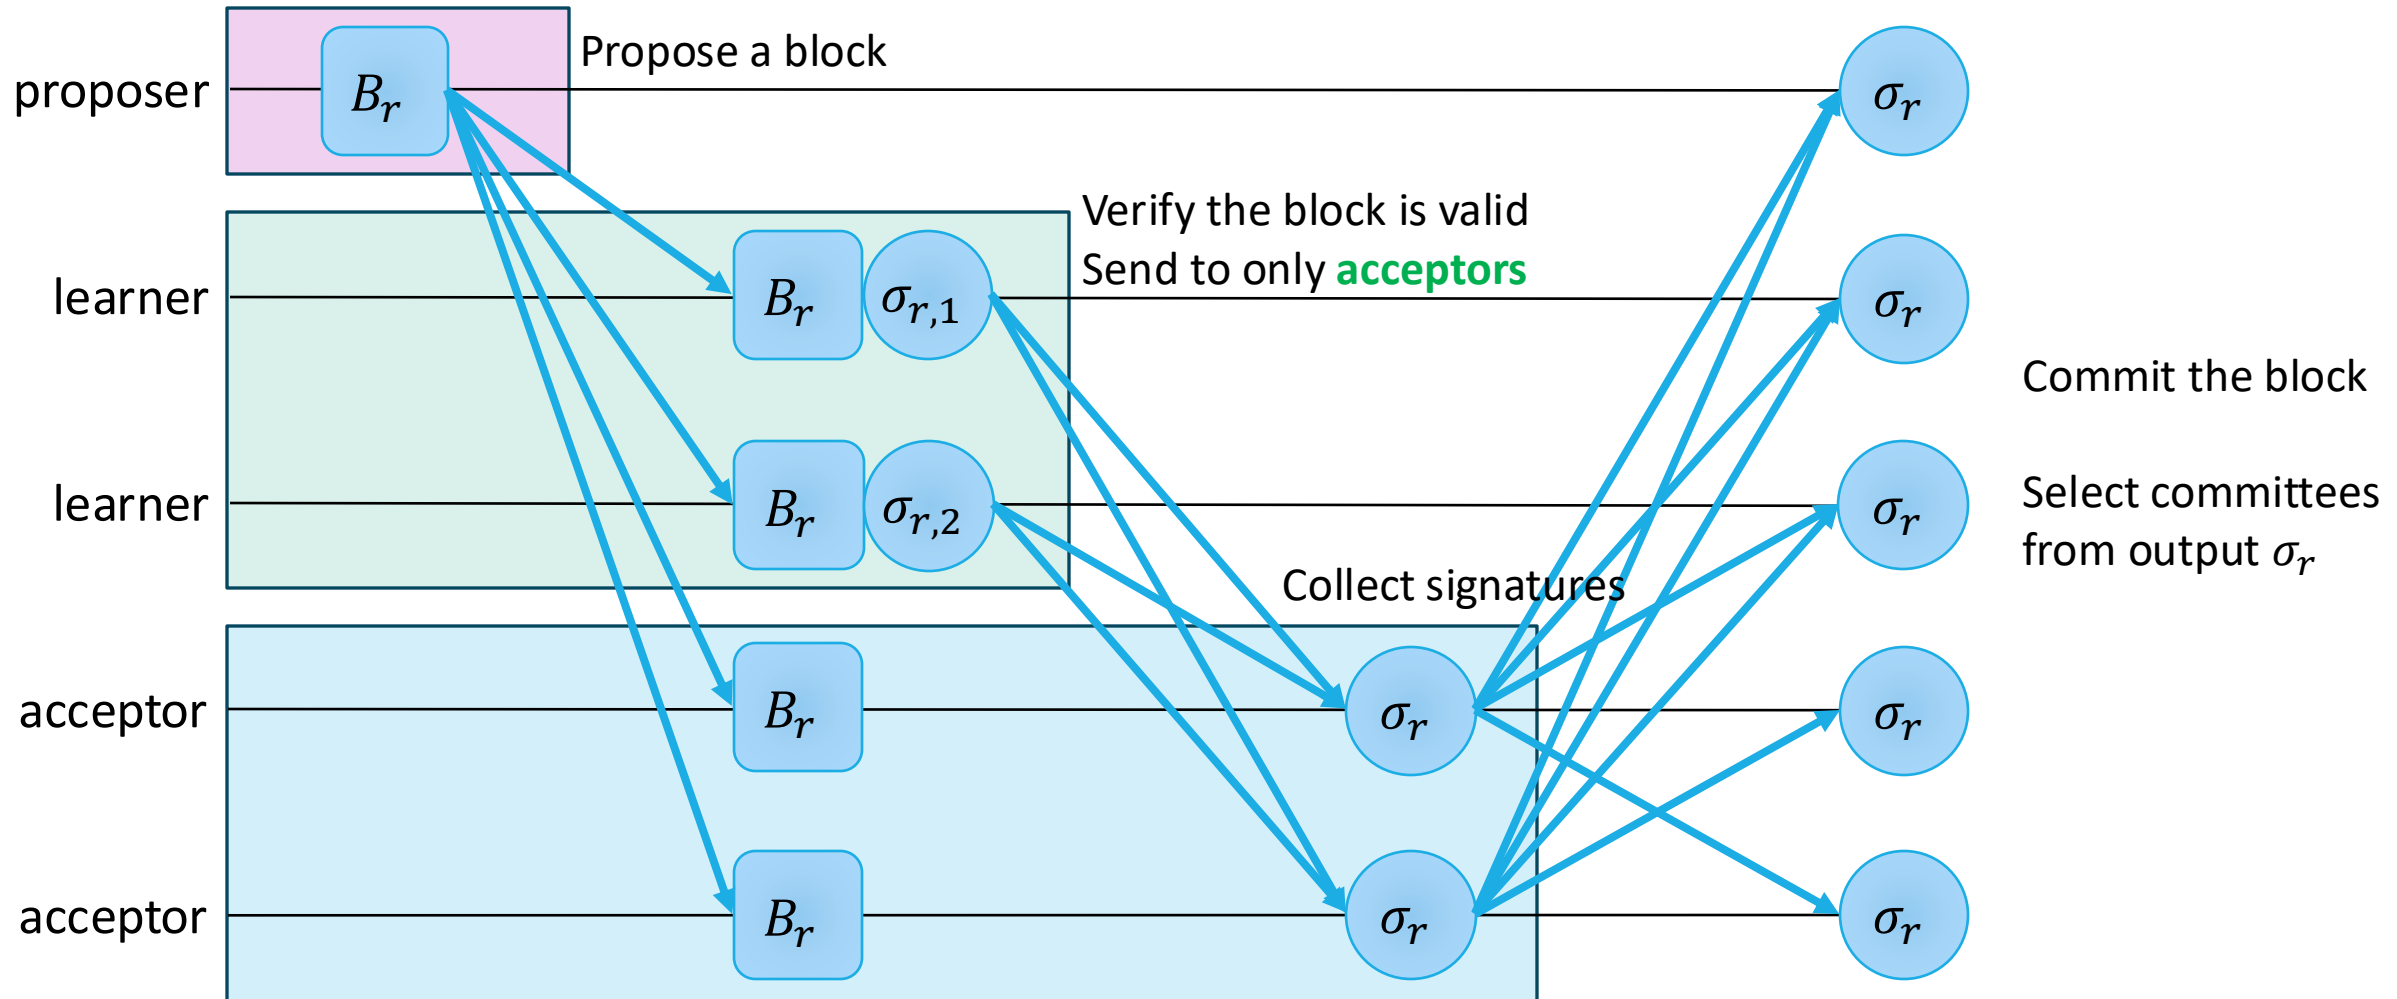 Propose a block
proposer
B_r
σ_r
Verify the block is valid
Send to only acceptors
learner
B_r
σ_{r,1}
σ_r
Commit the block
learner
B_r
σ_{r,2}
σ_r
Select committees
from output σ_r
Collect signatures
acceptor
B_r
σ_r
σ_r
acceptor
B_r
σ_r
σ_r